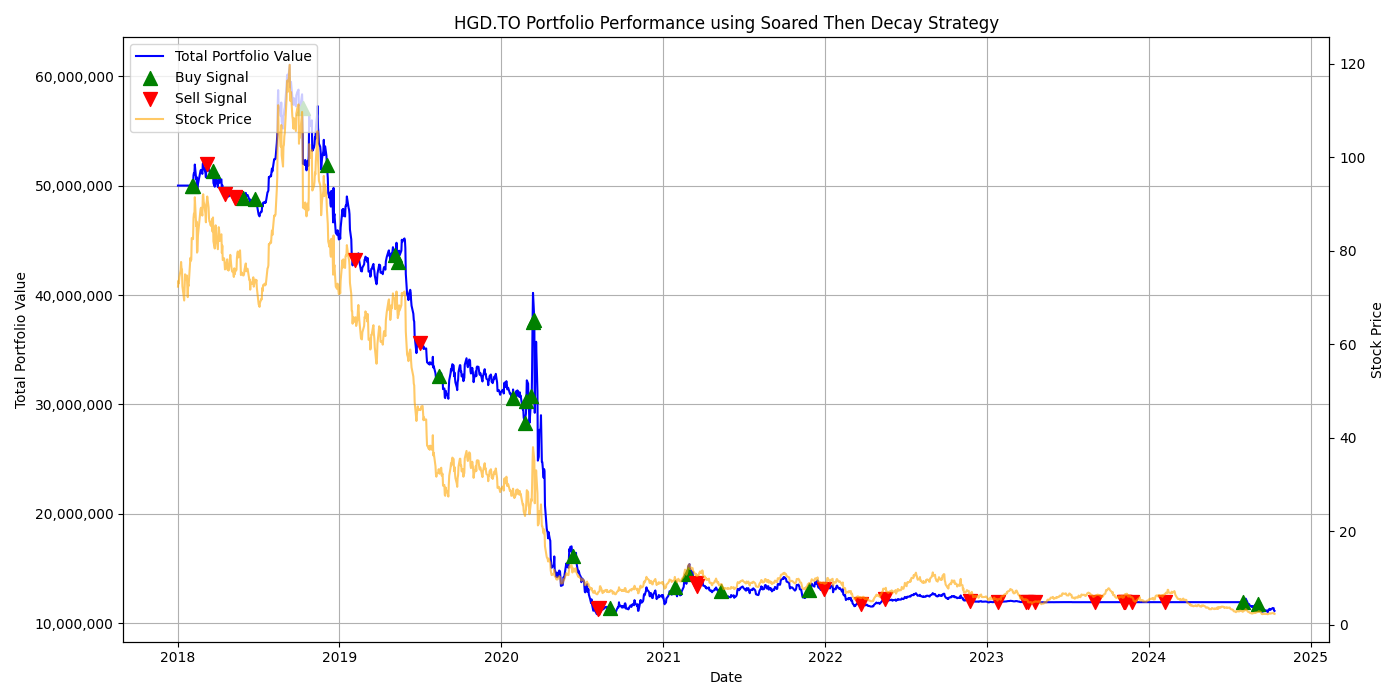 HGD.TO Portfolio Performance using Soared Then Decay Strategy
Total Portfolio Value
Buy Signal
Sell Signal
Stock Price
60,000,000
50,000,000
40,000,000
30,000,000
20,000,000
10,000,000
Total Portfolio Value
120
100
80
60
40
20
0
Stock Price
2018
2019
2020
2021
2022
2023
2024
2025
Date